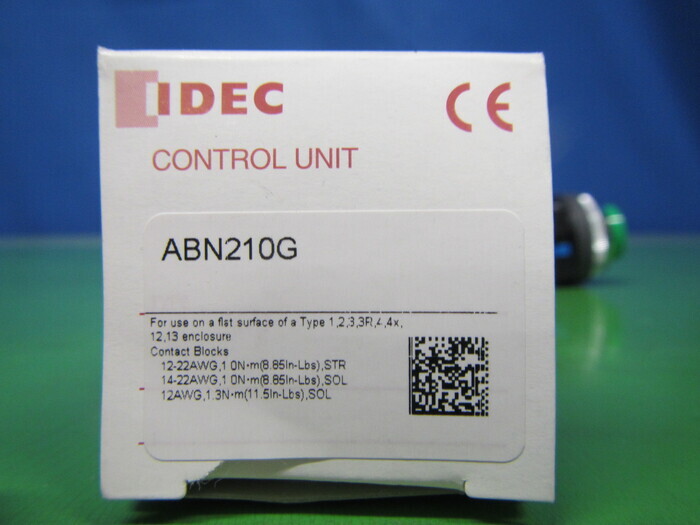 IDEC
CE
CONTROL UNIT
ABN210G
For use on a flat surface of a Type 1,2,3,3R,4,4x,
12,13 enclosure
Contact Blocks
12-22AWG,1.0N·m(8.85In-Lbs),STR
14-22AWG,1.0N·m(8.85In-Lbs),SOL
12AWG,1.3N·m(11.5In-Lbs),SOL